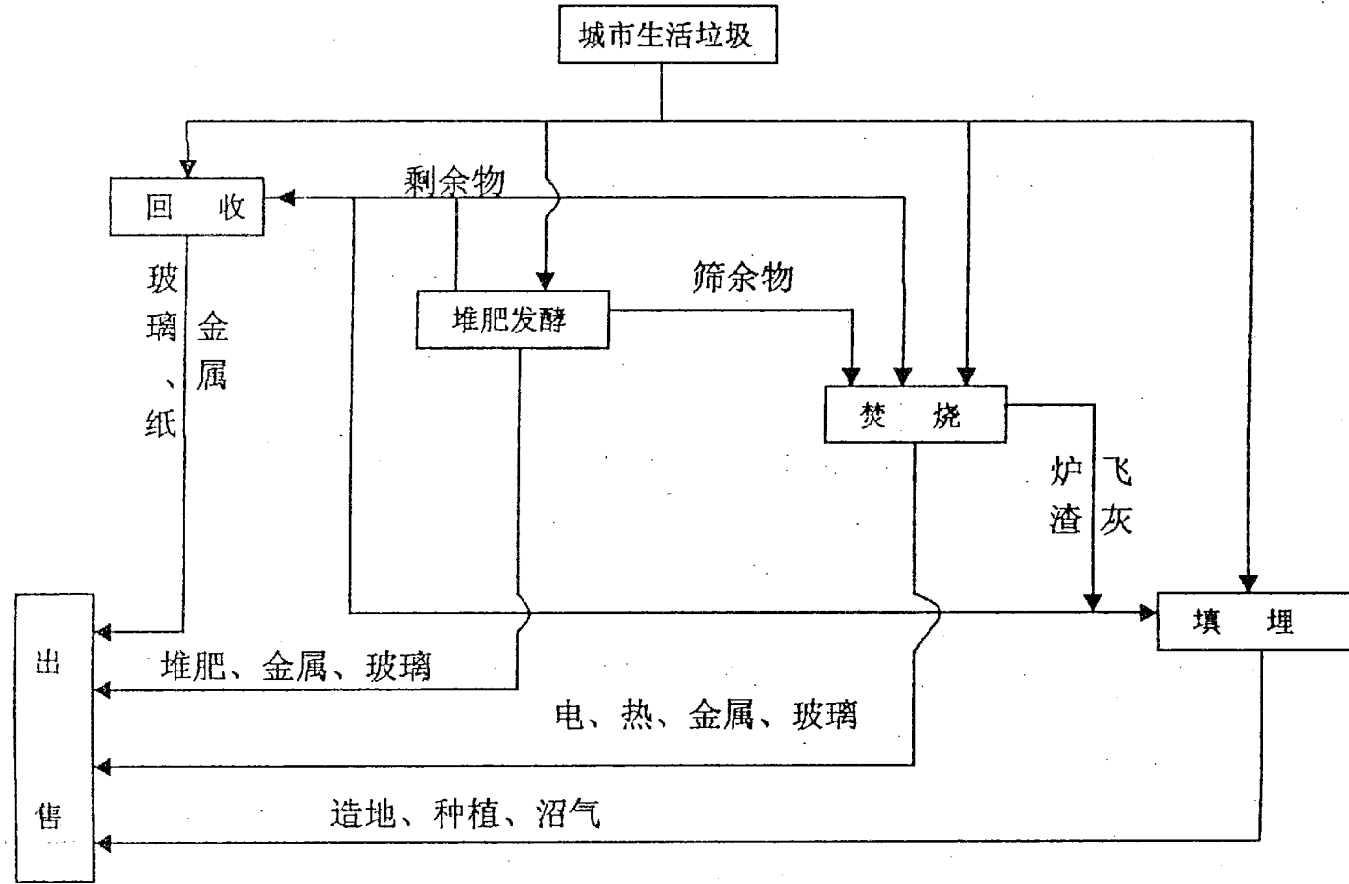 城市生活垃圾
剩余物
回 收
筛余物
玻璃、纸
金属
堆肥发酵
焚 烧
炉渣
飞灰
填 埋
出售
堆肥、金属、玻璃
电、热、金属、玻璃
造地、种植、沼气